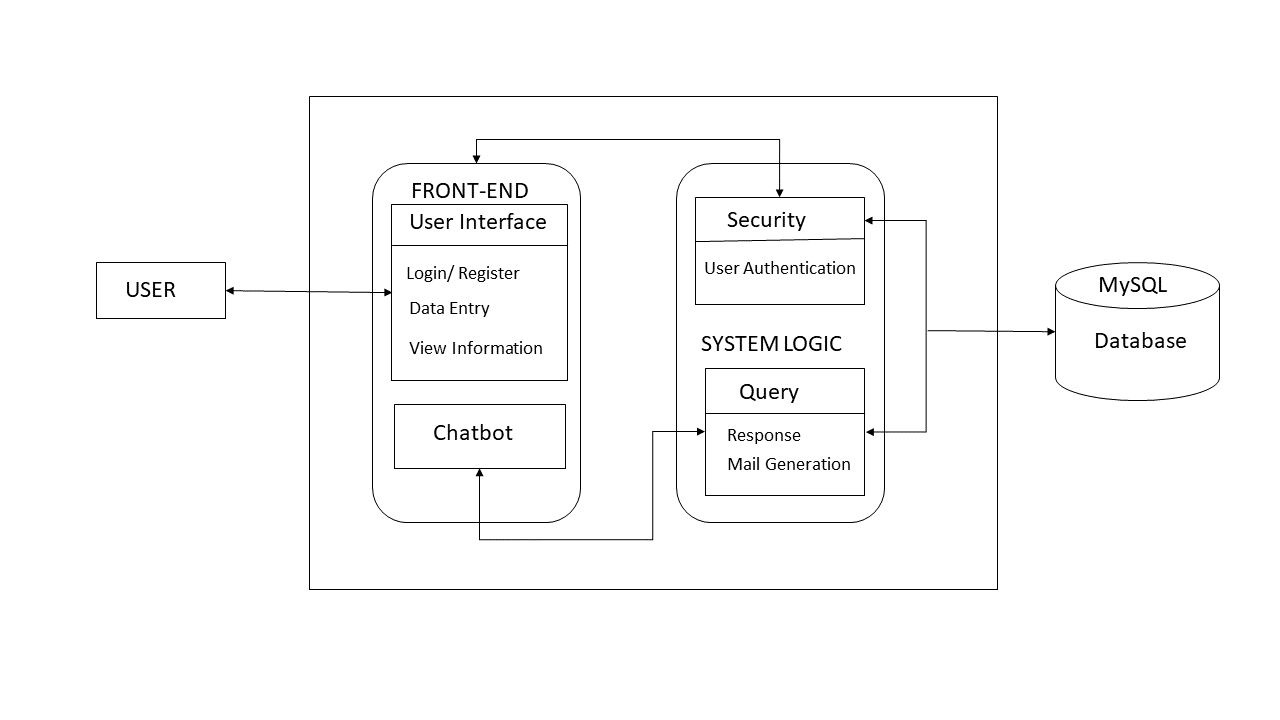 USER
FRONT-END
User Interface
Login/ Register
Data Entry
View Information
Chatbot
Security
User Authentication
SYSTEM LOGIC
Query
Response
Mail Generation
MySQL
Database